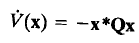 V̇(x) = −x*Qx